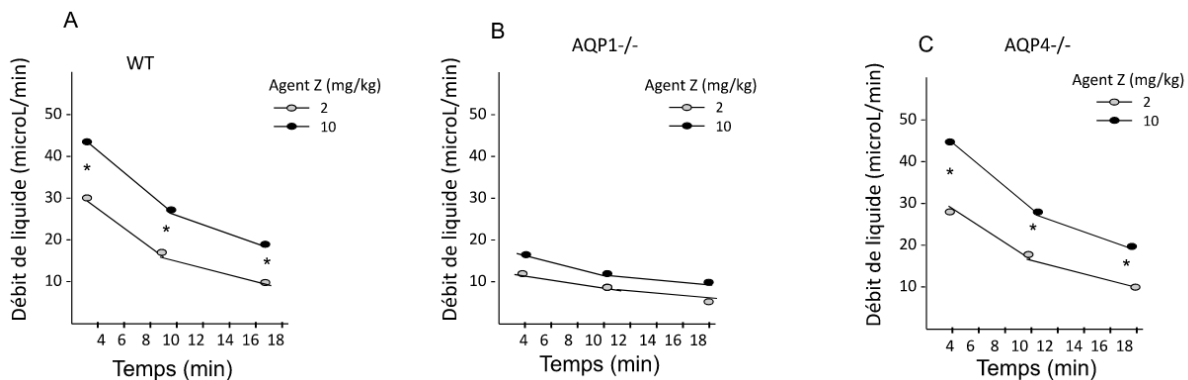 A
WT
Débit de liquide (microL/min)
Agent Z (mg/kg)
2
10
50
40
30
20
10
4 6 8 10 12 14 16 18
Temps (min)
B
AQP1-/-
Débit de liquide (microL/min)
Agent Z (mg/kg)
2
10
50
40
30
20
10
4 6 8 10 12 14 16 18
Temps (min)
C
AQP4-/-
Débit de liquide (microL/min)
Agent Z (mg/kg)
2
10
50
40
30
20
10
4 6 8 10 12 14 16 18
Temps (min)